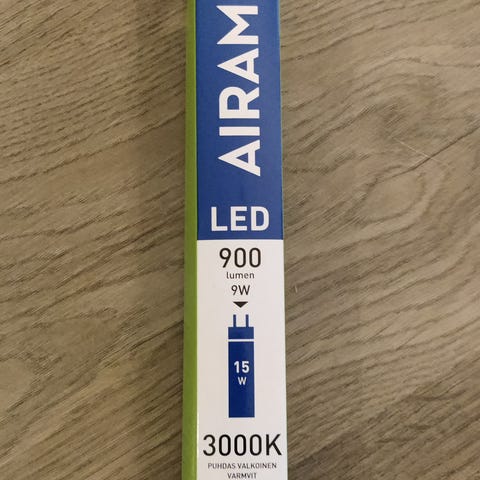 AIRAM
LED
900
lumen
9W
15
W
3000K
PUHDAS VALKOINEN
VARMVIT